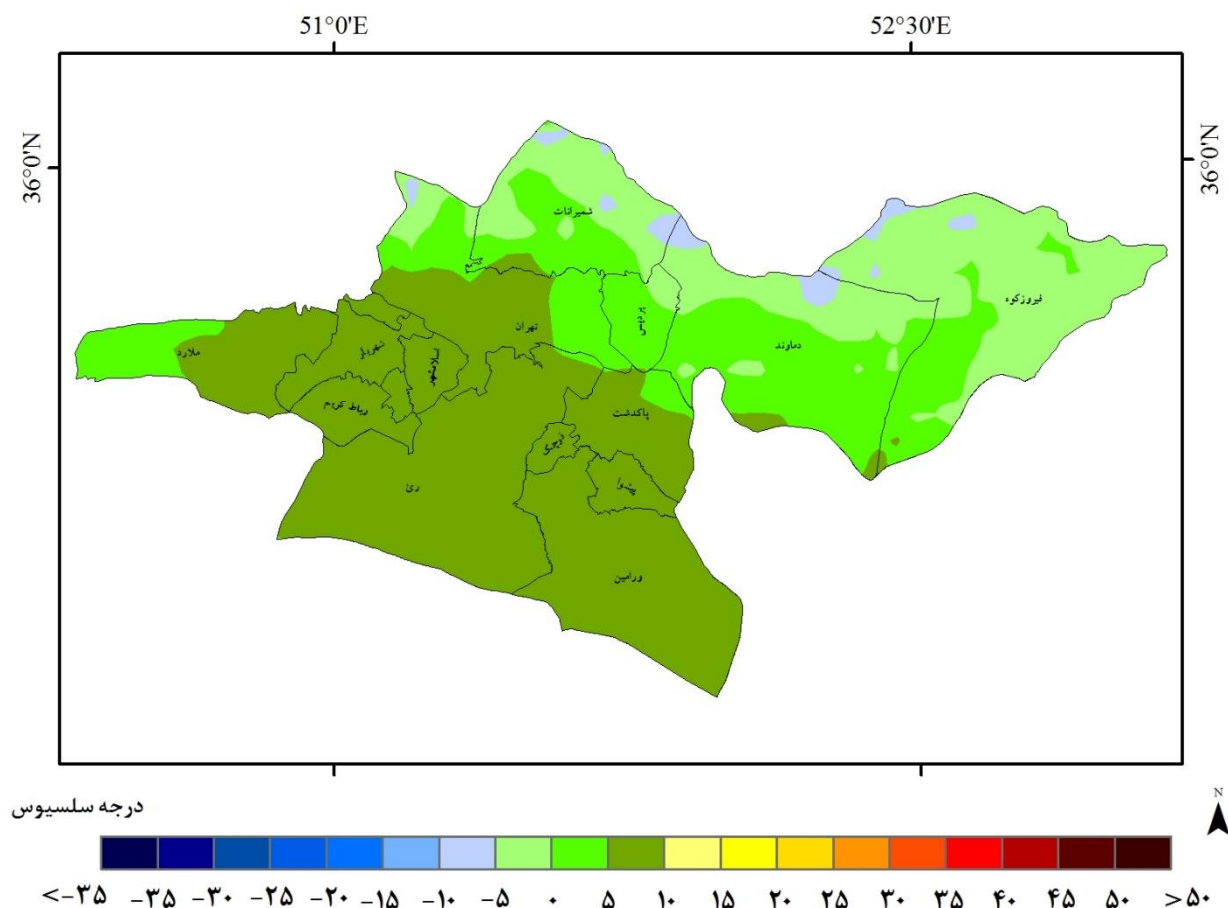 51°0'E 52°30'E
36°0'N 36°0'N
شمیرانات
فیروزکوه
پردیس
تهران
دماوند
ملارد
شهریار
اسلامشهر
رباط کریم
پاکدشت
ری
پیشوا
ورامین
درجه سلسیوس
N
<-۳۵ -۳۵ -۳۰ -۲۵ -۲۰ -۱۵ -۱۰ -۵ ۰ ۵ ۱۰ ۱۵ ۲۰ ۲۵ ۳۰ ۳۵ ۴۰ ۴۵ ۵۰ >۵۰